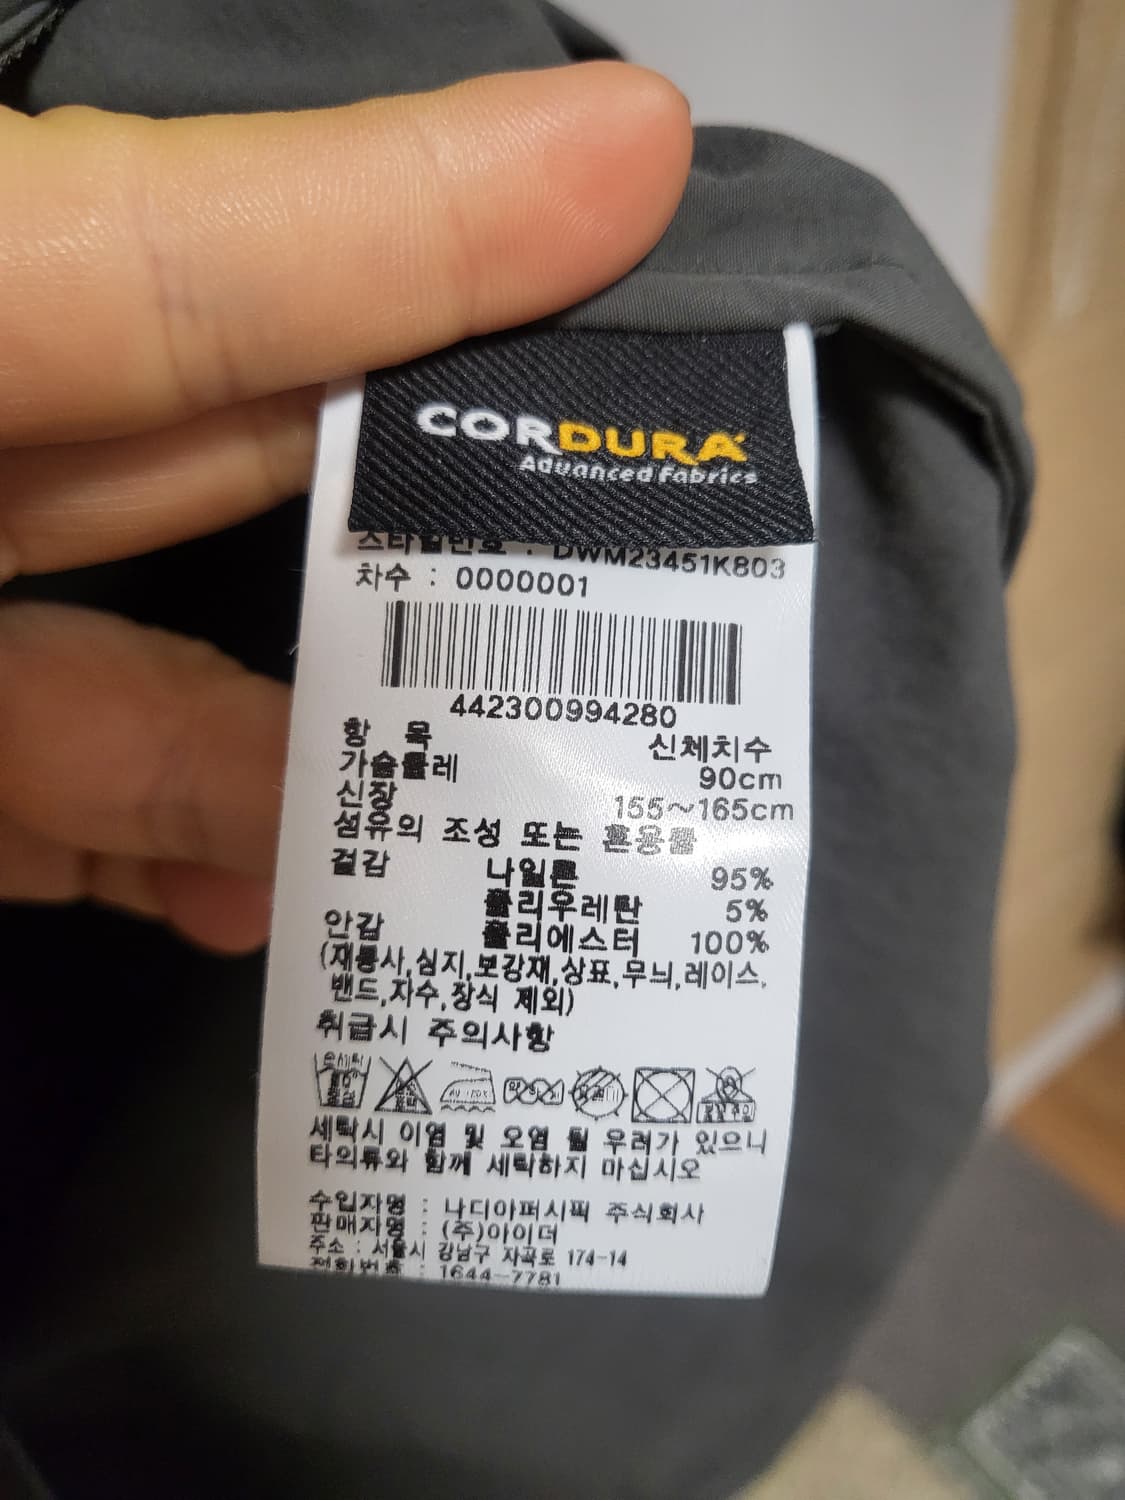 CORDURA
Advanced Fabrics
스타일번호 : DWM23451K803
차수 : 0000001
442300994280
항 목 신체치수
가슴둘레 90cm
신장 155~165cm
섬유의 조성 또는 혼용률
겉감 나일론 95%
폴리우레탄 5%
안감 폴리에스터 100%
(재봉사,심지,보강재,상표,무늬,레이스,
밴드,자수,장식 제외)
취급시 주의사항
손세탁
세탁시 이염 및 오염 될 우려가 있으니
타의류와 함께 세탁하지 마십시오
수입자명 : 나디아퍼시픽 주식회사
판매자명 : (주)아이더
주소 : 서울시 강남구 자곡로 174-14
전화번호 : 1644-7781